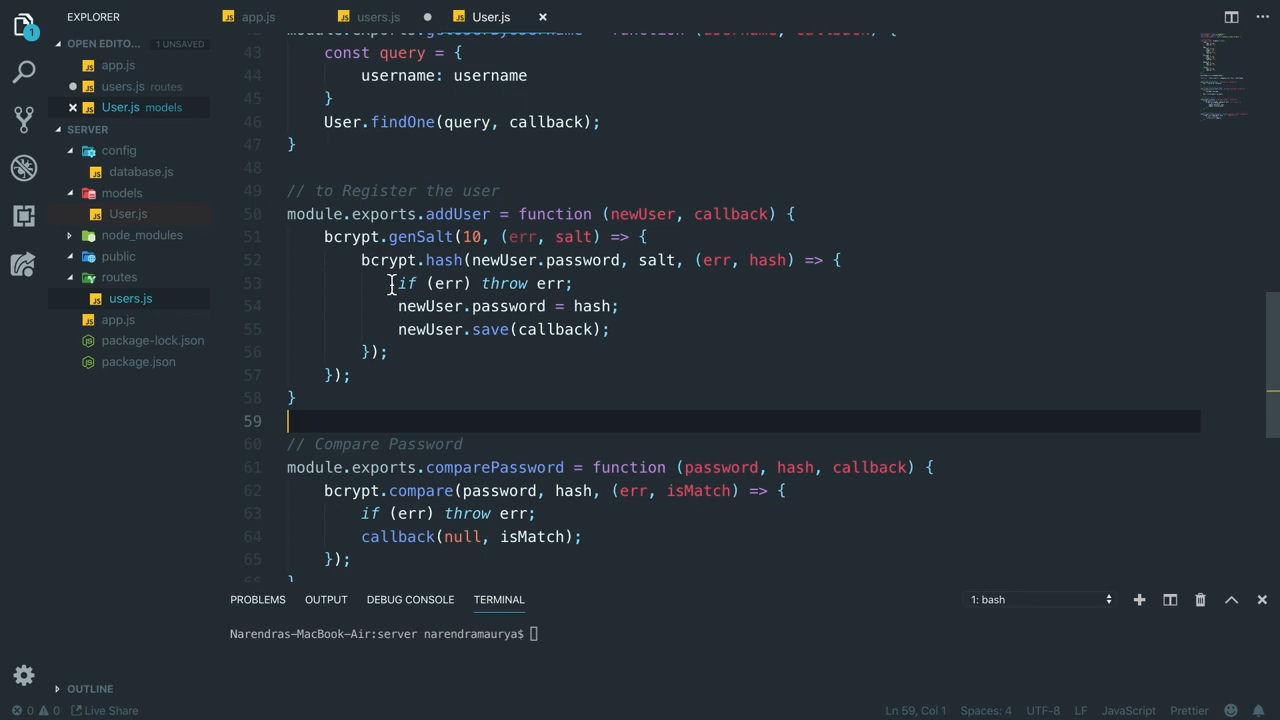 EXPLORER
app.js
users.js
User.js
OPEN EDITO...
1 UNSAVED
app.js
users.js routes
User.js models
SERVER
config
database.js
models
User.js
node_modules
public
routes
users.js
app.js
package-lock.json
package.json
OUTLINE
43 const query = {
44 username: username
45 }
46 User.findOne(query, callback);
47 }
48
49 // to Register the user
50 module.exports.addUser = function (newUser, callback) {
51 bcrypt.genSalt(10, (err, salt) => {
52 bcrypt.hash(newUser.password, salt, (err, hash) => {
53 if (err) throw err;
54 newUser.password = hash;
55 newUser.save(callback);
56 });
57 });
58 }
59
60 // Compare Password
61 module.exports.comparePassword = function (password, hash, callback) {
62 bcrypt.compare(password, hash, (err, isMatch) => {
63 if (err) throw err;
64 callback(null, isMatch);
65 });
PROBLEMS OUTPUT DEBUG CONSOLE TERMINAL
1: bash
Narendras-MacBook-Air:server narendramaurya$
1
0 0 Live Share
Ln 59, Col 1 Spaces: 4 UTF-8 LF JavaScript Prettier